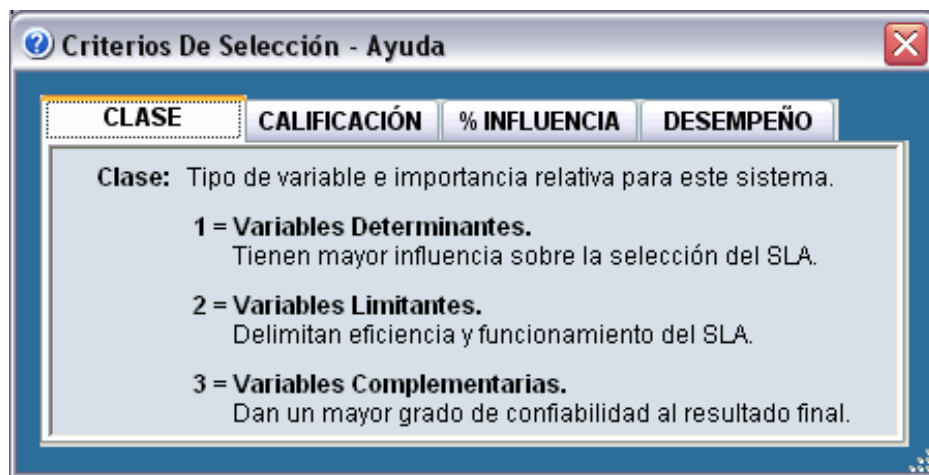 Criterios De Selección - Ayuda
CLASE CALIFICACIÓN % INFLUENCIA DESEMPEÑO
Clase: Tipo de variable e importancia relativa para este sistema.
1 = Variables Determinantes.
Tienen mayor influencia sobre la selección del SLA.
2 = Variables Limitantes.
Delimitan eficiencia y funcionamiento del SLA.
3 = Variables Complementarias.
Dan un mayor grado de confiabilidad al resultado final.